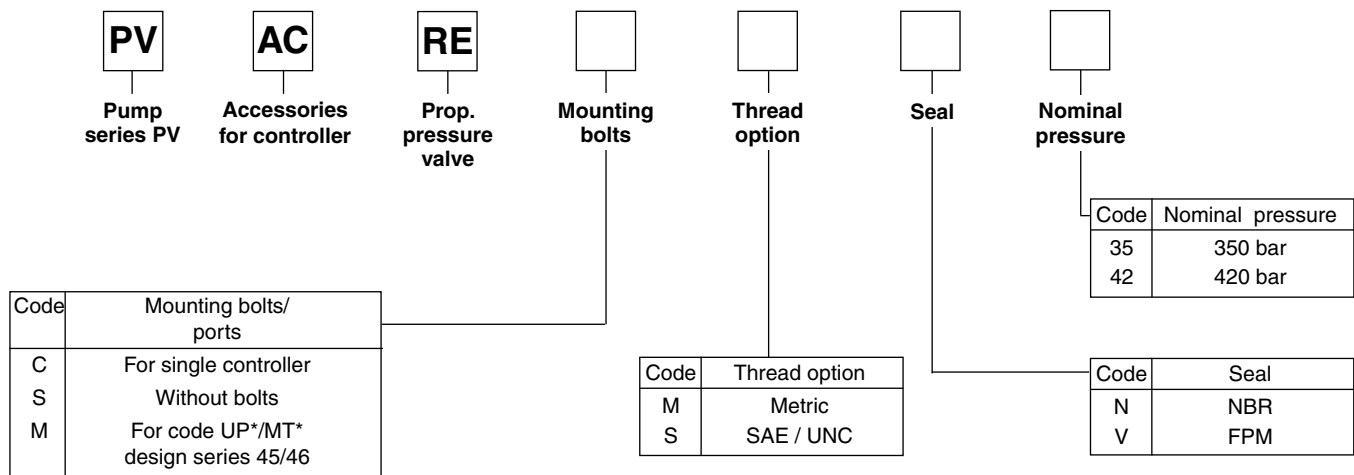 PV AC RE
Pump
series PV
Accessories
for controller
Prop.
pressure
valve
Mounting
bolts
Thread
option
Seal
Nominal
pressure
Code Nominal pressure
35 350 bar
42 420 bar
Code Mounting bolts/
ports
C For single controller
S Without bolts
M For code UP*/MT*
design series 45/46
Code Thread option
M Metric
S SAE / UNC
Code Seal
N NBR
V FPM